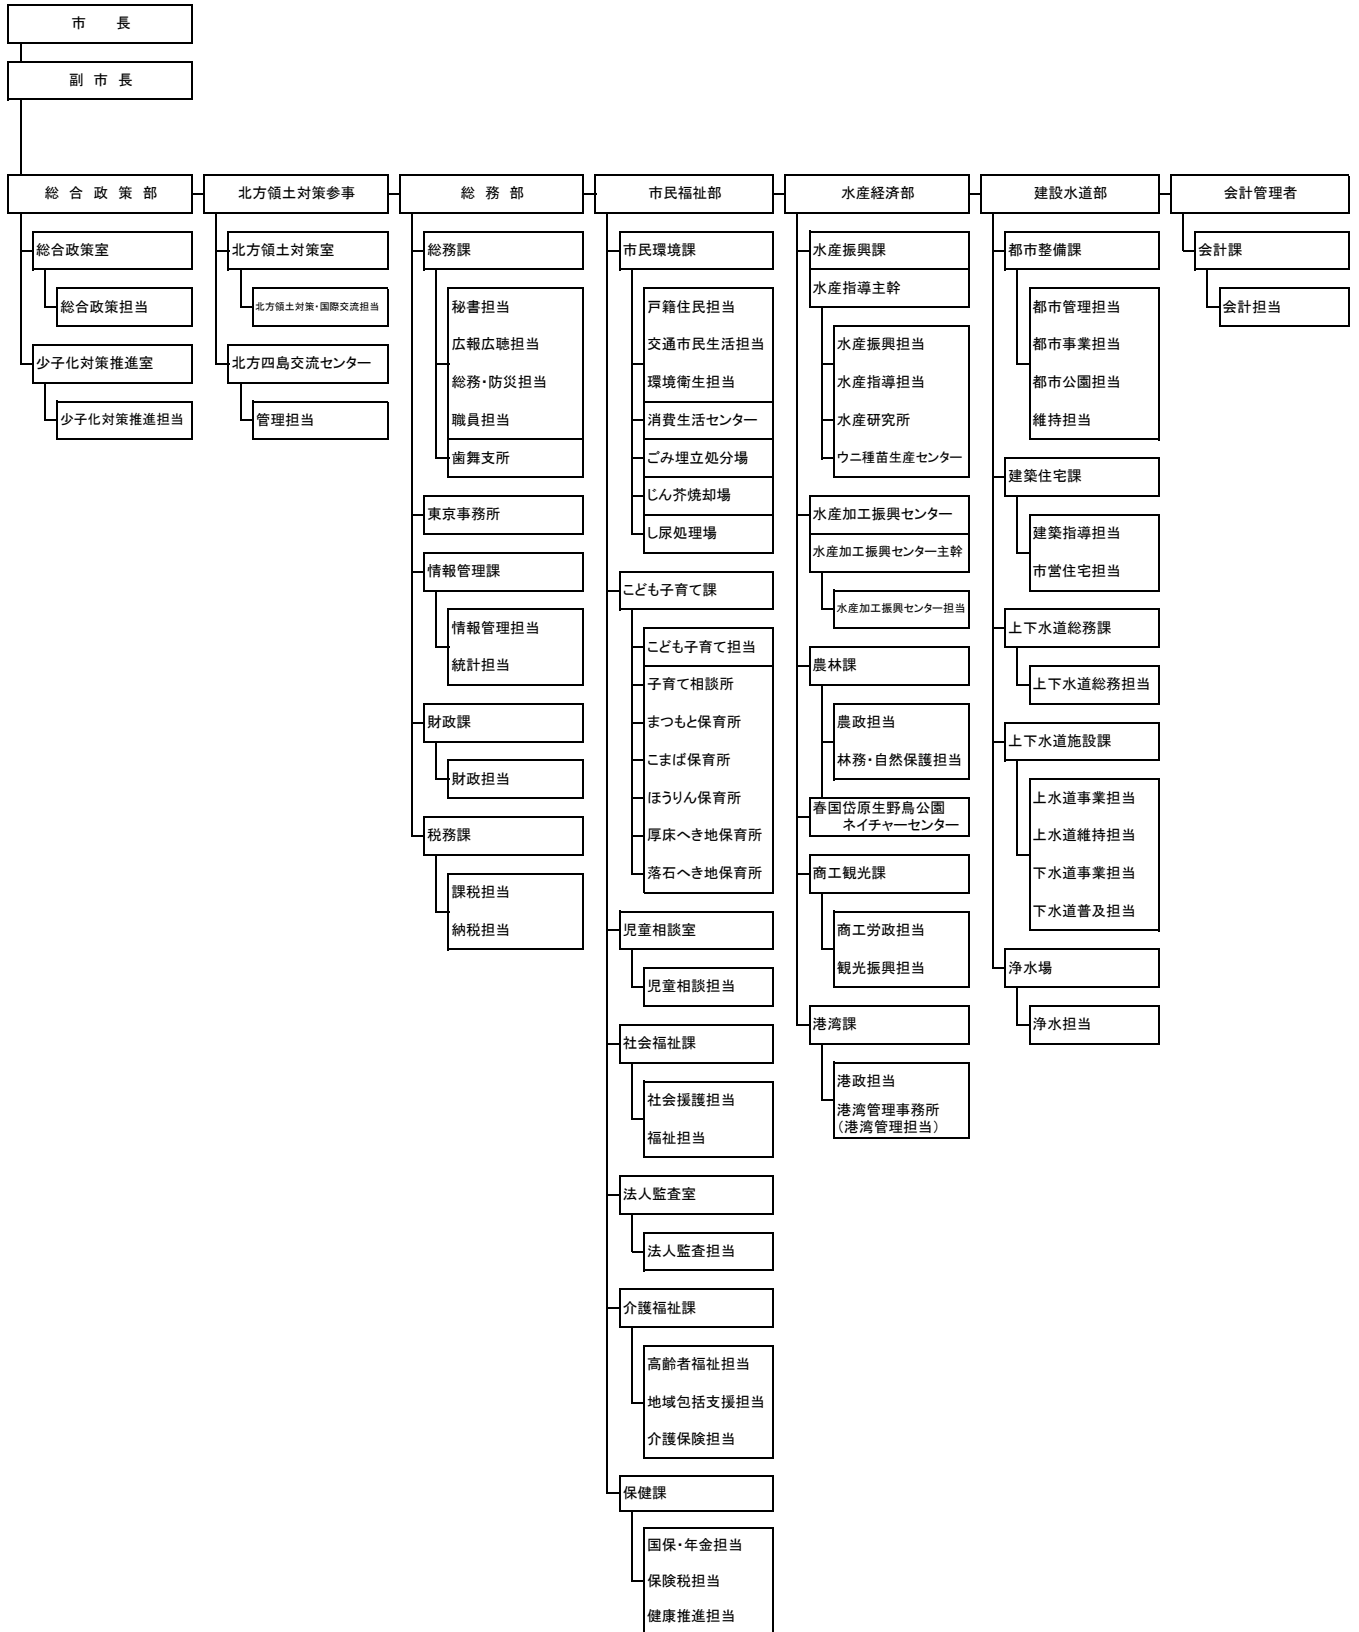 市　　長
副 市 長
総 合 政 策 部
総合政策室
総合政策担当
少子化対策推進室
少子化対策推進担当
北方領土対策参事
北方領土対策室
北方領土対策・国際交流担当
北方四島交流センター
管理担当
総 務 部
総務課
秘書担当
広報広聴担当
総務・防災担当
職員担当
歯舞支所
東京事務所
情報管理課
情報管理担当
統計担当
財政課
財政担当
税務課
課税担当
納税担当
市民福祉部
市民環境課
戸籍住民担当
交通市民生活担当
環境衛生担当
消費生活センター
ごみ埋立処分場
じん芥焼却場
し尿処理場
こども子育て課
こども子育て担当
子育て相談所
まつもと保育所
こまば保育所
ほうりん保育所
厚床へき地保育所
落石へき地保育所
児童相談室
児童相談担当
社会福祉課
社会援護担当
福祉担当
法人監査室
法人監査担当
介護福祉課
高齢者福祉担当
地域包括支援担当
介護保険担当
保健課
国保・年金担当
保険税担当
健康推進担当
水産経済部
水産振興課
水産指導主幹
水産振興担当
水産指導担当
水産研究所
ウニ種苗生産センター
水産加工振興センター
水産加工振興センター主幹
水産加工振興センター担当
農林課
農政担当
林務・自然保護担当
春国岱原生野鳥公園
ネイチャーセンター
商工観光課
商工労政担当
観光振興担当
港湾課
港政担当
港湾管理事務所
（港湾管理担当）
建設水道部
都市整備課
都市管理担当
都市事業担当
都市公園担当
維持担当
建築住宅課
建築指導担当
市営住宅担当
上下水道総務課
上下水道総務担当
上下水道施設課
上水道事業担当
上水道維持担当
下水道事業担当
下水道普及担当
浄水場
浄水担当
会計管理者
会計課
会計担当